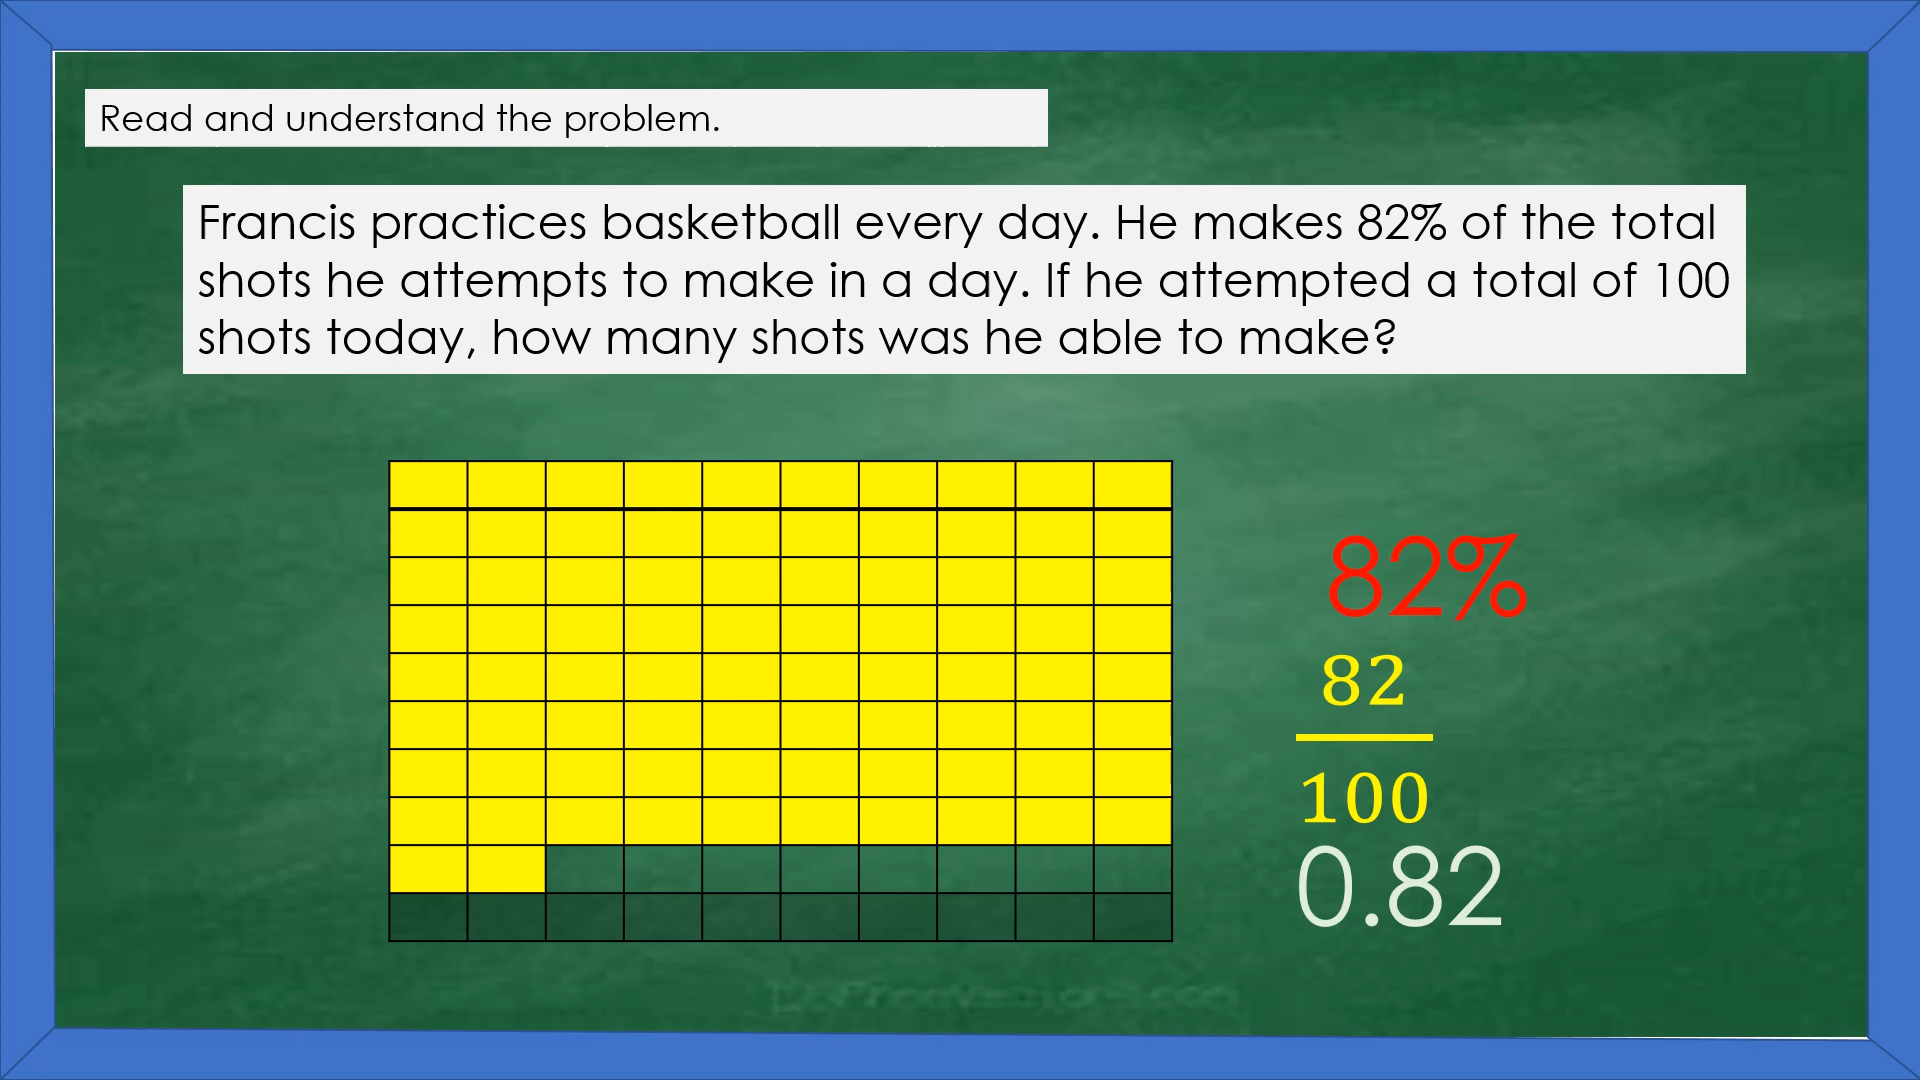 Read and understand the problem.
Francis practices basketball every day. He makes 82% of the total
shots he attempts to make in a day. If he attempted a total of 100
shots today, how many shots was he able to make?
82%
82
100
0.82